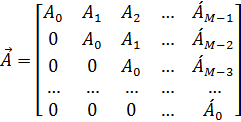 A⃗ = [A₀ A₁ A₂ … Á_{M−1}
0 A₀ A₁ … Á_{M−2}
0 0 A₀ … Á_{M−3}
… … … … …
0 0 0 … Á₀]